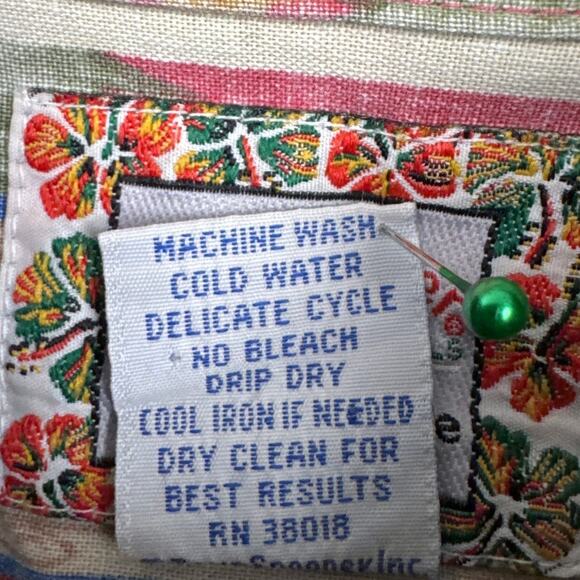 MACHINE WASH
COLD WATER
DELICATE CYCLE
NO BLEACH
DRIP DRY
COOL IRON IF NEEDED
DRY CLEAN FOR
BEST RESULTS
RN 38018